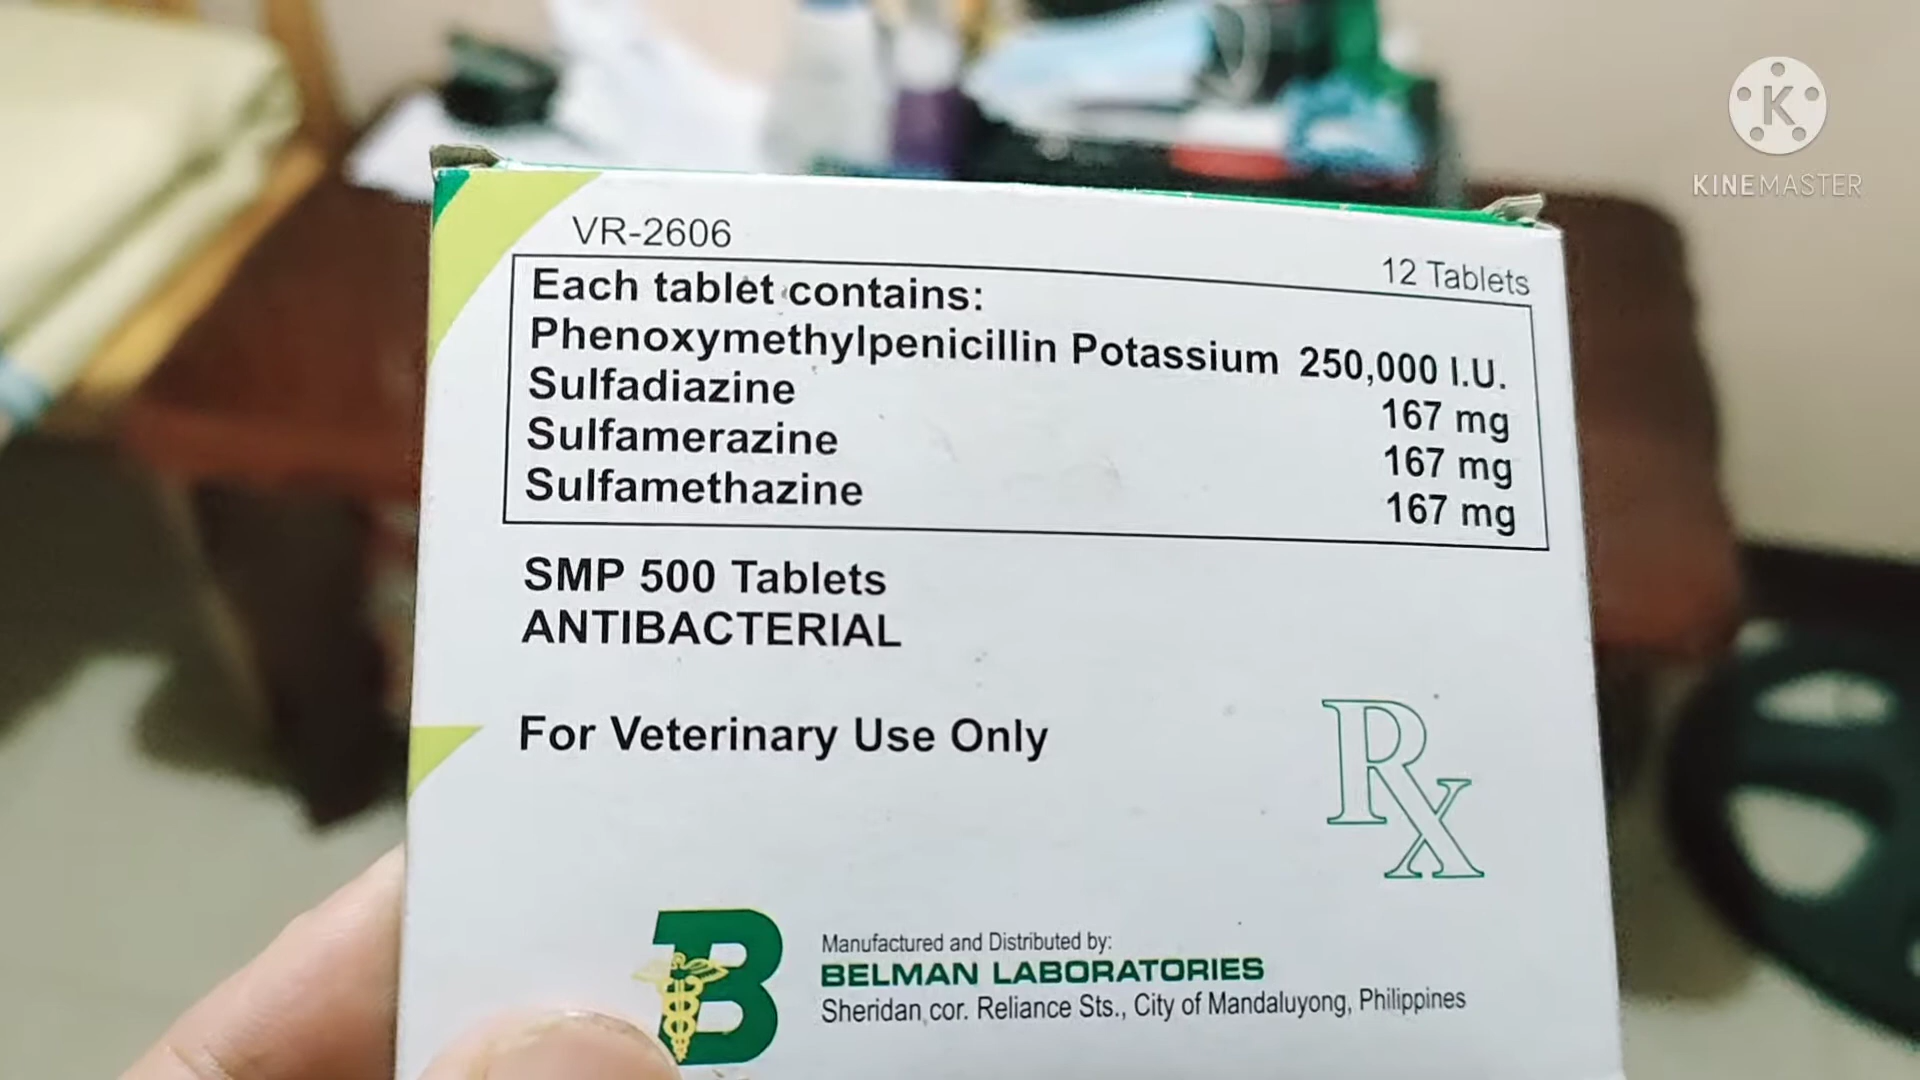 KINEMASTER
VR-2606
12 Tablets
Each tablet contains:
Phenoxymethylpenicillin Potassium 250,000 I.U.
Sulfadiazine 167 mg
Sulfamerazine 167 mg
Sulfamethazine 167 mg
SMP 500 Tablets
ANTIBACTERIAL
For Veterinary Use Only
Rx
B
Manufactured and Distributed by:
BELMAN LABORATORIES
Sheridan cor. Reliance Sts., City of Mandaluyong, Philippines